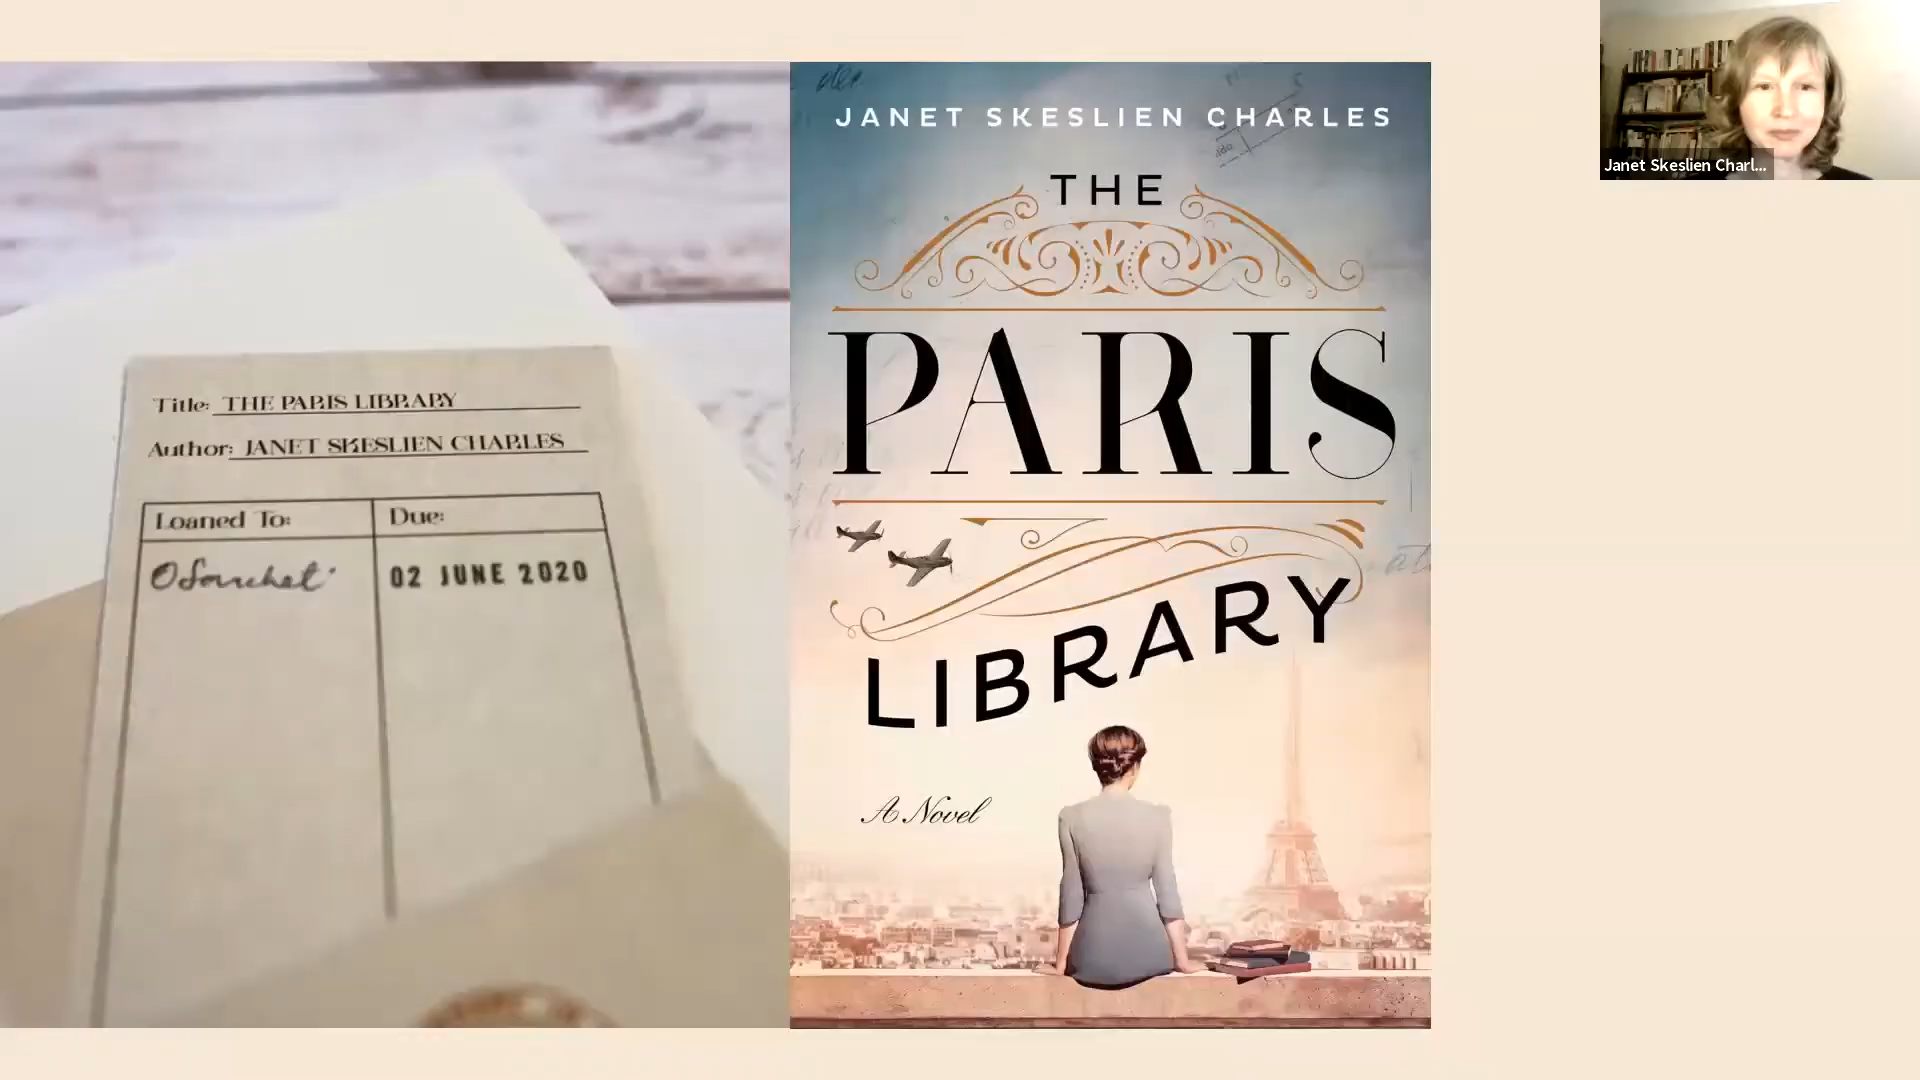 Title: THE PARIS LIBRARY
Author: JANET SKESLIEN CHARLES
Loaned To:
Due:
OSouchet
02 JUNE 2020
JANET SKESLIEN CHARLES
THE
PARIS
LIBRARY
A Novel
Janet Skeslien Charl...